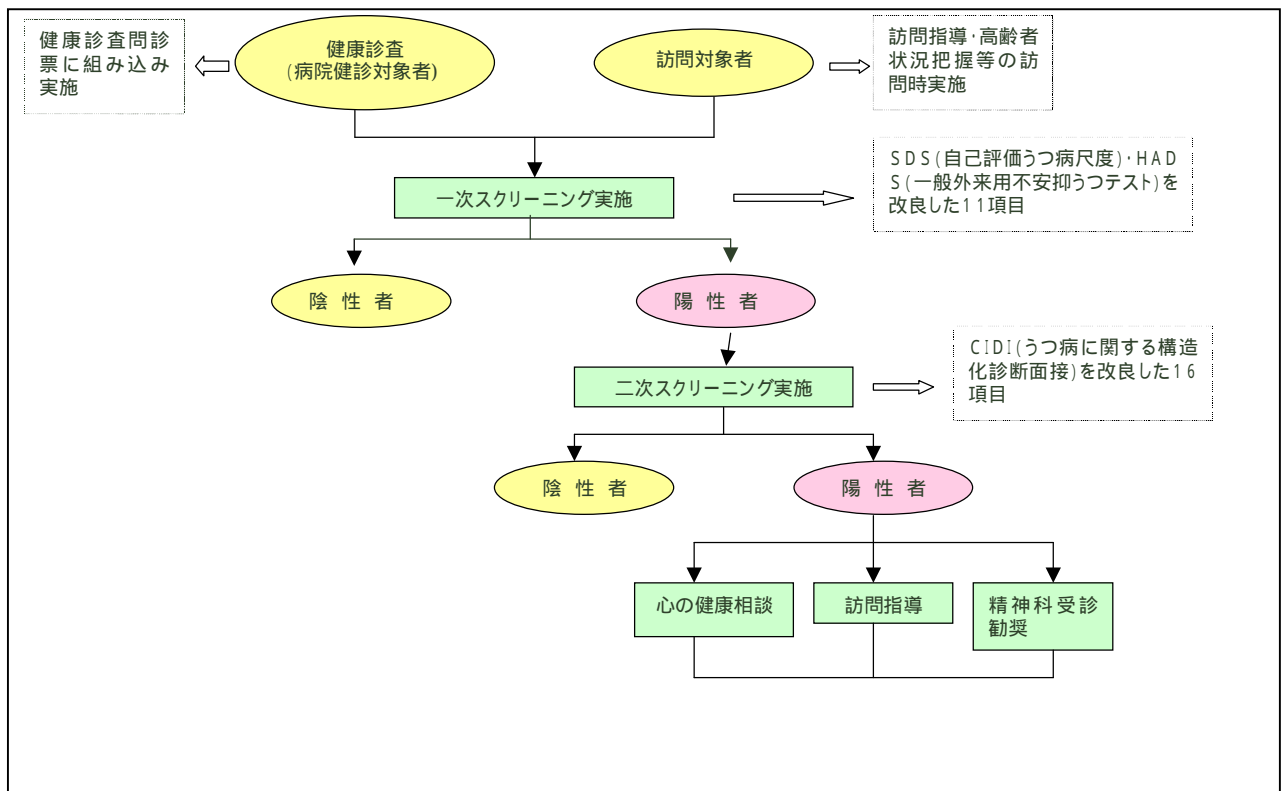 健康診査問診
票に組み込み
実施
健康診査
(病院健診対象者)
訪問対象者
訪問指導・高齢者
状況把握等の訪
問時実施
SDS(自己評価うつ病尺度)・HAD
S(一般外来用不安抑うつテスト)を
改良した11項目
一次スクリーニング実施
陰 性 者
陽 性 者
CIDI(うつ病に関する構造
化診断面接)を改良した16
項目
二次スクリーニング実施
陰 性 者
陽 性 者
心の健康相談
訪問指導
精神科受診
勧奨